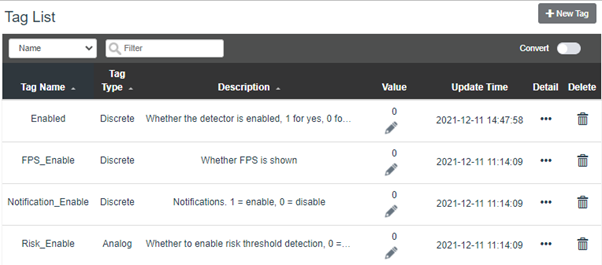 Tag List
+ New Tag
Name
Filter
Convert
Tag Name
Tag Type
Description
Value
Update Time
Detail
Delete
Enabled Discrete Whether the detector is enabled, 1 for yes, 0 fo... 0 2021-12-11 14:47:58 •••
FPS_Enable Discrete Whether FPS is shown 0 2021-12-11 11:14:09 •••
Notification_Enable Discrete Notifications. 1 = enable, 0 = disable 0 2021-12-11 11:14:09 •••
Risk_Enable Analog Whether to enable risk threshold detection, 0 =... 0 2021-12-11 11:14:09 •••